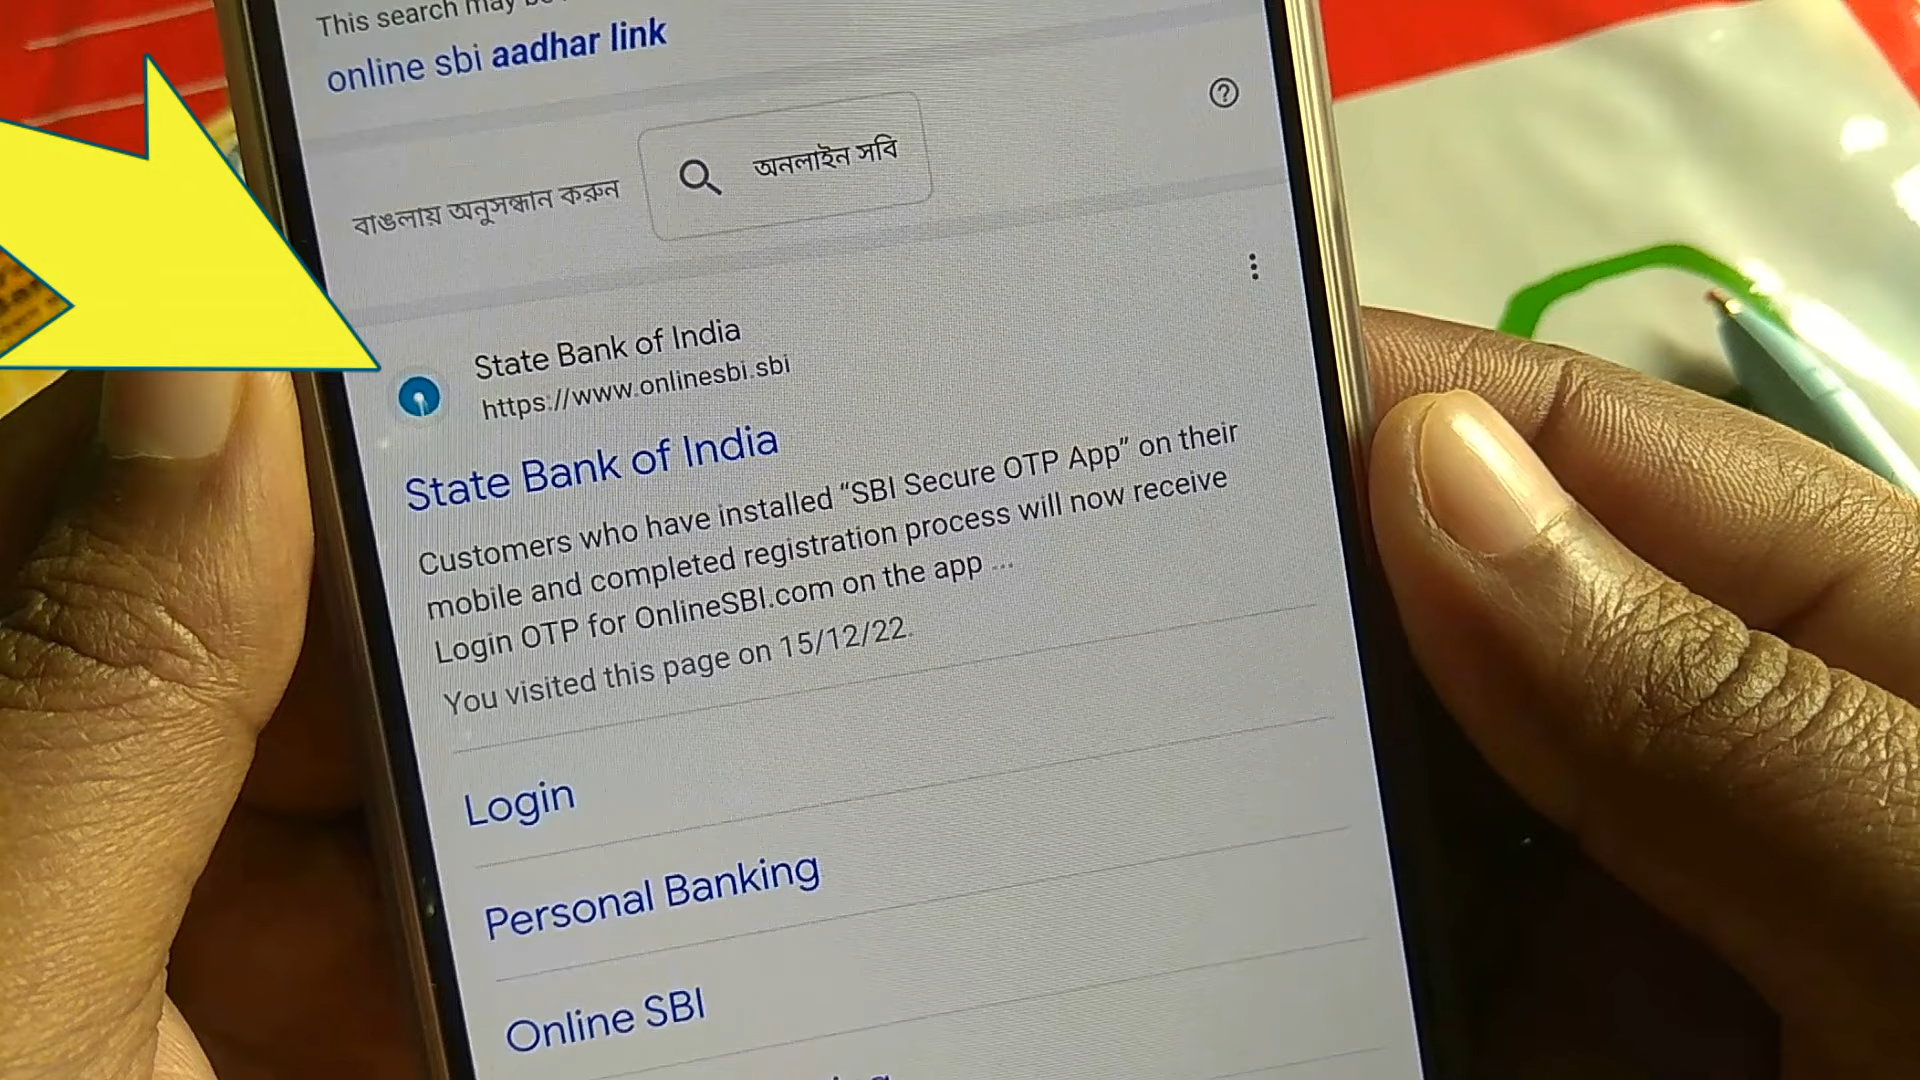 This search may
online sbi aadhar link
বাঙলায় অনুসন্ধান করুন
অনলাইন সবি
State Bank of India
https://www.onlinesbi.sbi
State Bank of India
Customers who have installed “SBI Secure OTP App” on their
mobile and completed registration process will now receive
Login OTP for OnlineSBI.com on the app ...
You visited this page on 15/12/22.
Login
Personal Banking
Online SBI